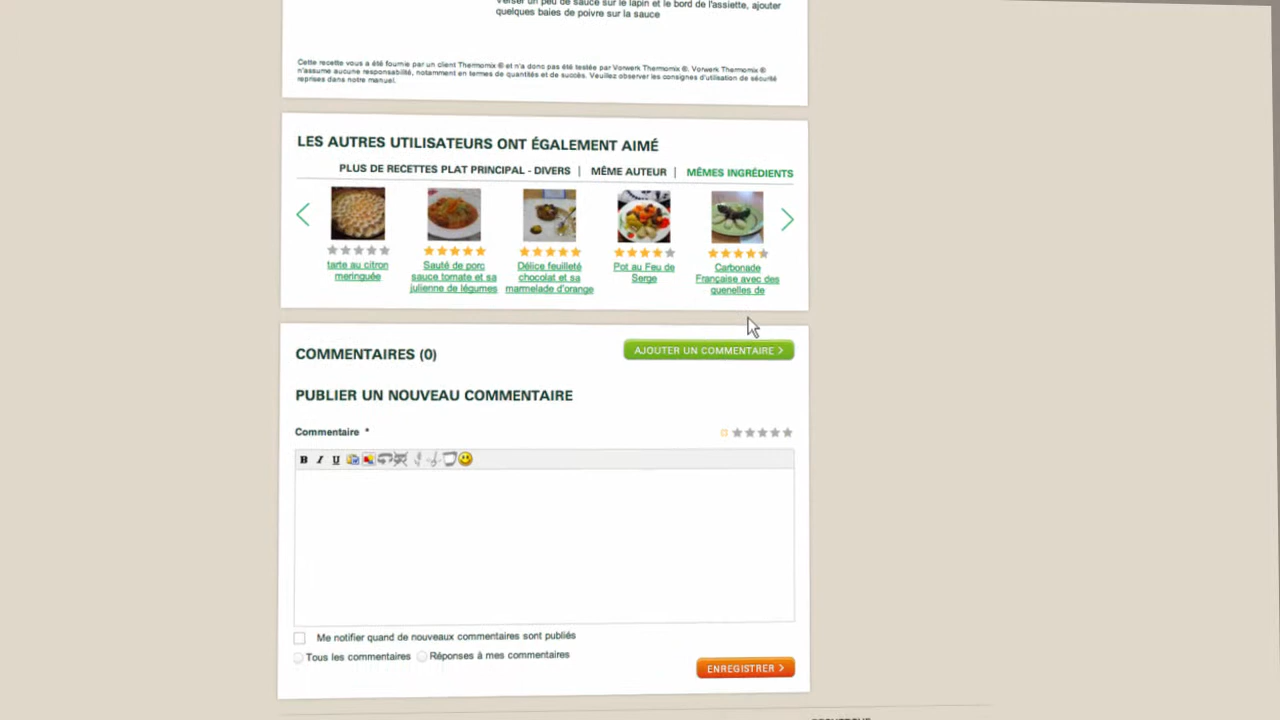 Verser un peu de sauce sur le lapin et le bord de l'assiette, ajouter
quelques baies de poivre sur la sauce
Cette recette vous a été fournie par un client Thermomix ® et n'a donc pas été testée par Vorwerk Thermomix ®. Vorwerk Thermomix ®
n'assume aucune responsabilité, notamment en termes de quantités et de succès. Veuillez observer les consignes d'utilisation de sécurité
reprises dans notre manuel.
LES AUTRES UTILISATEURS ONT ÉGALEMENT AIMÉ
PLUS DE RECETTES PLAT PRINCIPAL - DIVERS | MÊME AUTEUR | MÊMES INGRÉDIENTS
tarte au citron
meringuée
Sauté de porc
sauce tomate et sa
julienne de légumes
Délice feuilleté
chocolat et sa
marmelade d'orange
Pot au Feu de
Serge
Carbonade
Française avec des
quenelles de
COMMENTAIRES (0)
AJOUTER UN COMMENTAIRE >
PUBLIER UN NOUVEAU COMMENTAIRE
Commentaire *
B I U
Me notifier quand de nouveaux commentaires sont publiés
Tous les commentaires Réponses à mes commentaires
ENREGISTRER >